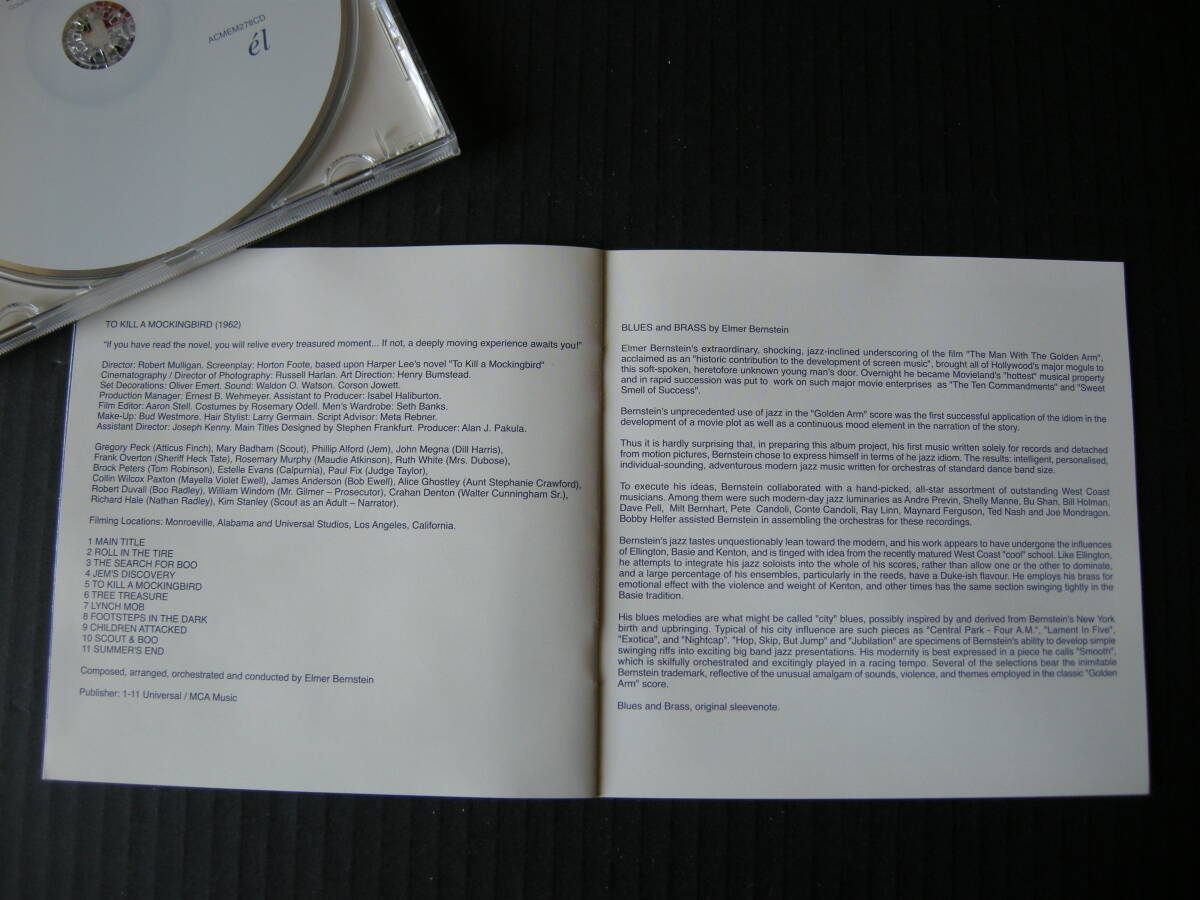 ACMEM278CD
él
TO KILL A MOCKINGBIRD (1962)
"If you have read the novel, you will relive every treasured moment... If not, a deeply moving experience awaits you!"
Director: Robert Mulligan. Screenplay: Horton Foote, based upon Harper Lee's novel "To Kill a Mockingbird"
Cinematography / Director of Photography: Russell Harlan. Art Direction: Henry Bumstead.
Set Decorations: Oliver Emert. Sound: Waldon O. Watson. Corson Jowett.
Production Manager: Ernest B. Wehmeyer. Assistant to Producer: Isabel Haliburton.
Film Editor: Aaron Stell. Costumes by Rosemary Odell. Men's Wardrobe: Seth Banks.
Make-Up: Bud Westmore. Hair Stylist: Larry Germain. Script Advisor: Meta Rebner.
Assistant Director: Joseph Kenny. Main Titles Designed by Stephen Frankfurt. Producer: Alan J. Pakula.
Gregory Peck (Atticus Finch), Mary Badham (Scout), Phillip Alford (Jem), John Megna (Dill Harris),
Frank Overton (Sheriff Heck Tate), Rosemary Murphy (Maudie Atkinson), Ruth White (Mrs. Dubose),
Brock Peters (Tom Robinson), Estelle Evans (Calpurnia), Paul Fix (Judge Taylor),
Collin Wilcox Paxton (Mayella Violet Ewell), James Anderson (Bob Ewell), Alice Ghostley (Aunt Stephanie Crawford),
Robert Duvall (Boo Radley), William Windom (Mr. Gilmer – Prosecutor), Crahan Denton (Walter Cunningham Sr.),
Richard Hale (Nathan Radley), Kim Stanley (Scout as an Adult – Narrator).
Filming Locations: Monroeville, Alabama and Universal Studios, Los Angeles, California.
1 MAIN TITLE
2 ROLL IN THE TIRE
3 THE SEARCH FOR BOO
4 JEM'S DISCOVERY
5 TO KILL A MOCKINGBIRD
6 TREE TREASURE
7 LYNCH MOB
8 FOOTSTEPS IN THE DARK
9 CHILDREN ATTACKED
10 SCOUT & BOO
11 SUMMER'S END
Composed, arranged, orchestrated and conducted by Elmer Bernstein
Publisher: 1-11 Universal / MCA Music
BLUES and BRASS by Elmer Bernstein
Elmer Bernstein's extraordinary, shocking, jazz-inclined underscoring of the film "The Man With The Golden Arm",
acclaimed as an "historic contribution to the development of screen music", brought all of Hollywood's major moguls to
this soft-spoken, heretofore unknown young man's door. Overnight he became Movieland's "hottest" musical property
and in rapid succession was put to work on such major movie enterprises as "The Ten Commandments" and "Sweet
Smell of Success".
Bernstein's unprecedented use of jazz in the "Golden Arm" score was the first successful application of the idiom in the
development of a movie plot as well as a continuous mood element in the narration of the story.
Thus it is hardly surprising that, in preparing this album project, his first music written solely for records and detached
from motion pictures, Bernstein chose to express himself in terms of the jazz idiom. The results: intelligent, personalised,
individual-sounding, adventurous modern jazz music written for orchestras of standard dance band size.
To execute his ideas, Bernstein collaborated with a hand-picked, all-star assortment of outstanding West Coast
musicians. Among them were such modern-day jazz luminaries as Andre Previn, Shelly Manne, Bu Shan, Bill Holman,
Dave Pell, Milt Bernhart, Pete Candoli, Conte Candoli, Ray Linn, Maynard Ferguson, Ted Nash and Joe Mondragon.
Bobby Helfer assisted Bernstein in assembling the orchestras for these recordings.
Bernstein's jazz tastes unquestionably lean toward the modern, and his work appears to have undergone the influences
of Ellington, Basie and Kenton, and is tinged with idea from the recently matured West Coast "cool" school. Like Ellington,
he attempts to integrate his jazz soloists into the whole of his scores, rather than allow one or the other to dominate,
and a large percentage of his ensembles, particularly in the reeds, have a Duke-ish flavour. He employs his brass for
emotional effect with the violence and weight of Kenton, and other times has the same section swinging tightly in the
Basie tradition.
His blues melodies are what might be called "city" blues, possibly inspired by and derived from Bernstein's New York
birth and upbringing. Typical of his city influence are such pieces as "Central Park - Four A.M.", "Lament In Five",
"Exotica", and "Nightcap". "Hop, Skip, But Jump" and "Jubilation" are specimens of Bernstein's ability to develop simple
swinging riffs into exciting big band jazz presentations. His modernity is best expressed in a piece he calls "Smooth",
which is skilfully orchestrated and excitingly played in a racing tempo. Several of the selections bear the inimitable
Bernstein trademark, reflective of the unusual amalgam of sounds, violence, and themes employed in the classic "Golden
Arm" score.
Blues and Brass, original sleevenote.